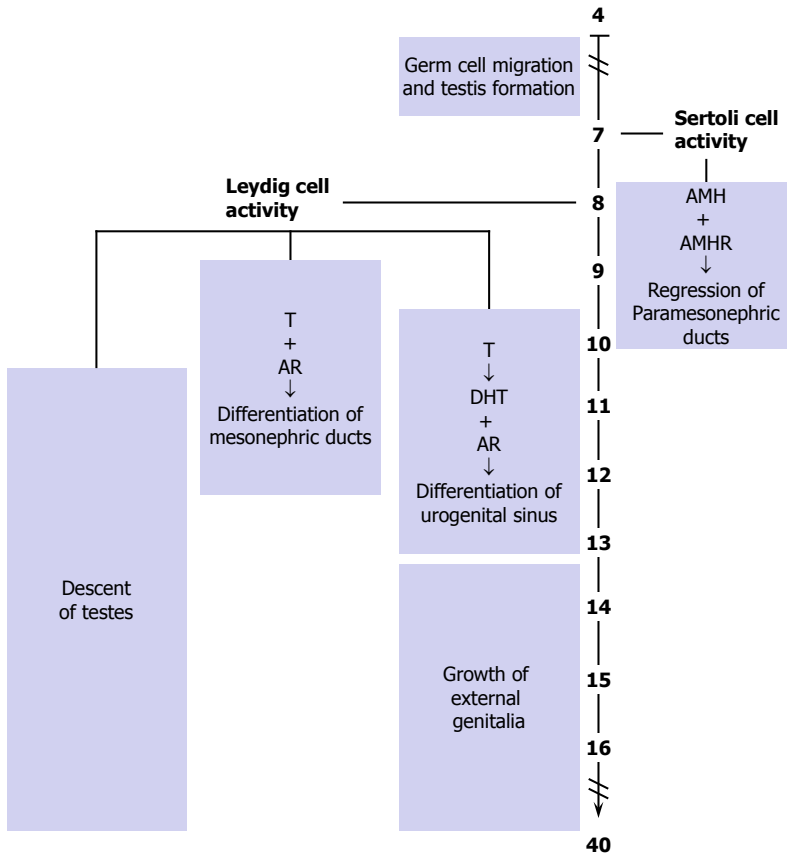 4
Germ cell migration
and testis formation
7
Sertoli cell
activity
Leydig cell
activity
8
AMH
+
AMHR
↓
Regression of
Paramesonephric
ducts
9
T
+
AR
↓
Differentiation of
mesonephric ducts
10
T
↓
DHT
+
AR
↓
Differentiation of
urogenital sinus
11
12
13
Descent
of testes
14
Growth of
external
genitalia
15
16
40